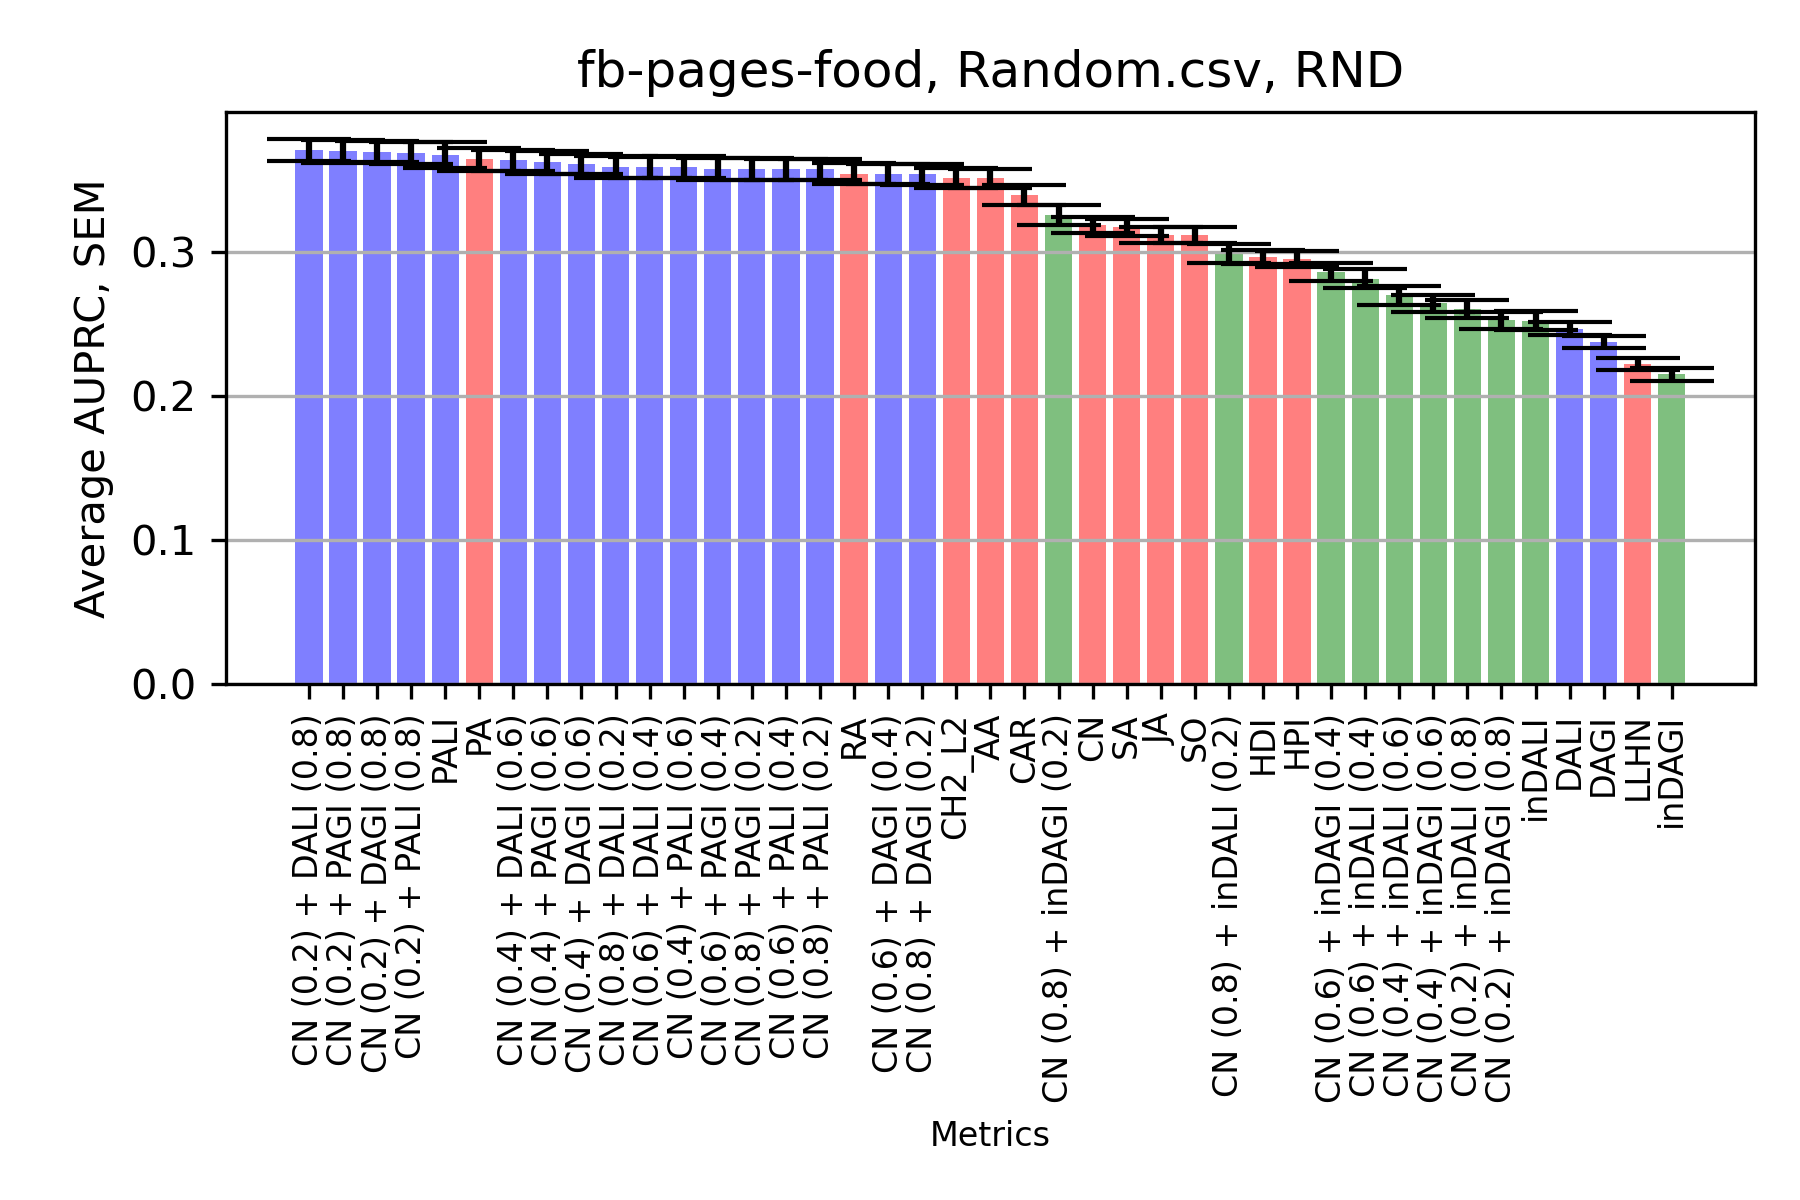 fb-pages-food, Random.csv, RND
Average AUPRC, SEM
0.3
0.2
0.1
0.0
CN (0.2) + DALI (0.8)
CN (0.2) + PAGI (0.8)
CN (0.2) + DAGI (0.8)
CN (0.2) + PALI (0.8)
PALI
PA
CN (0.4) + DALI (0.6)
CN (0.4) + PAGI (0.6)
CN (0.4) + DAGI (0.6)
CN (0.8) + DALI (0.2)
CN (0.6) + DALI (0.4)
CN (0.4) + PALI (0.6)
CN (0.6) + PAGI (0.4)
CN (0.8) + PAGI (0.2)
CN (0.6) + PALI (0.4)
CN (0.8) + PALI (0.2)
RA
CN (0.6) + DAGI (0.4)
CN (0.8) + DAGI (0.2)
CH2_L2
_AA
CAR
CN (0.8) + inDAGI (0.2)
CN
SA
JA
SO
CN (0.8) + inDALI (0.2)
HDI
HPI
CN (0.6) + inDAGI (0.4)
CN (0.6) + inDALI (0.4)
CN (0.4) + inDALI (0.6)
CN (0.4) + inDAGI (0.6)
CN (0.2) + inDALI (0.8)
CN (0.2) + inDAGI (0.8)
inDALI
DALI
DAGI
LLHN
inDAGI
Metrics